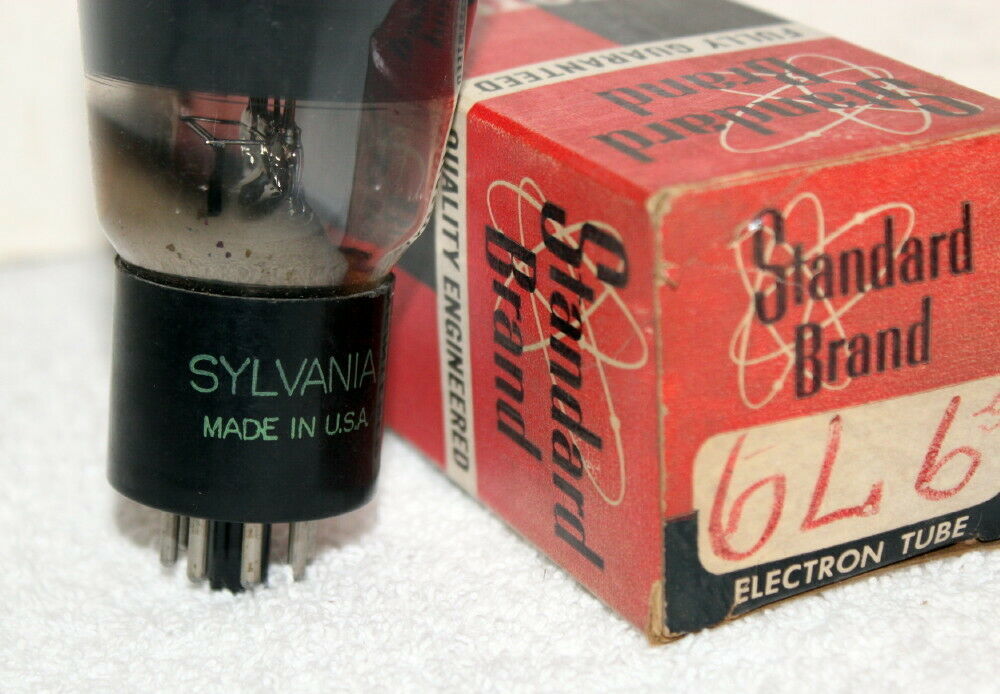 SYLVANIA
MADE IN U.S.A
FULLY GUARANTEED
Standard
Brand
QUALITY ENGINEERED
Standard
Brand
Standard
Brand
6L6
ELECTRON TUBE